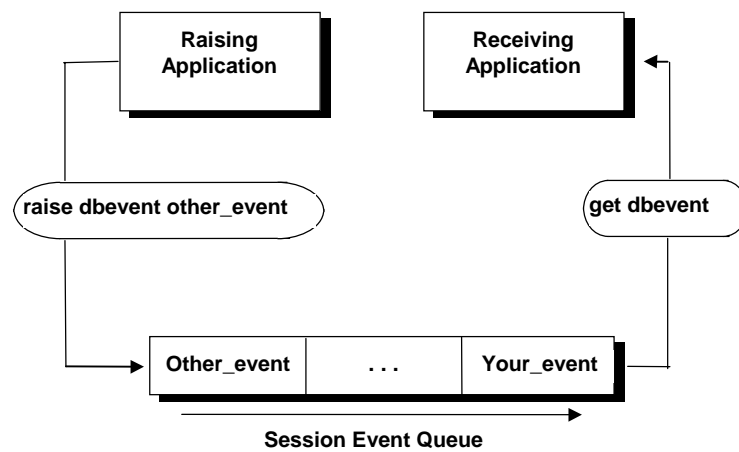 Raising
Application
Receiving
Application
raise dbevent other_event
get dbevent
Other_event
. . .
Your_event
Session Event Queue